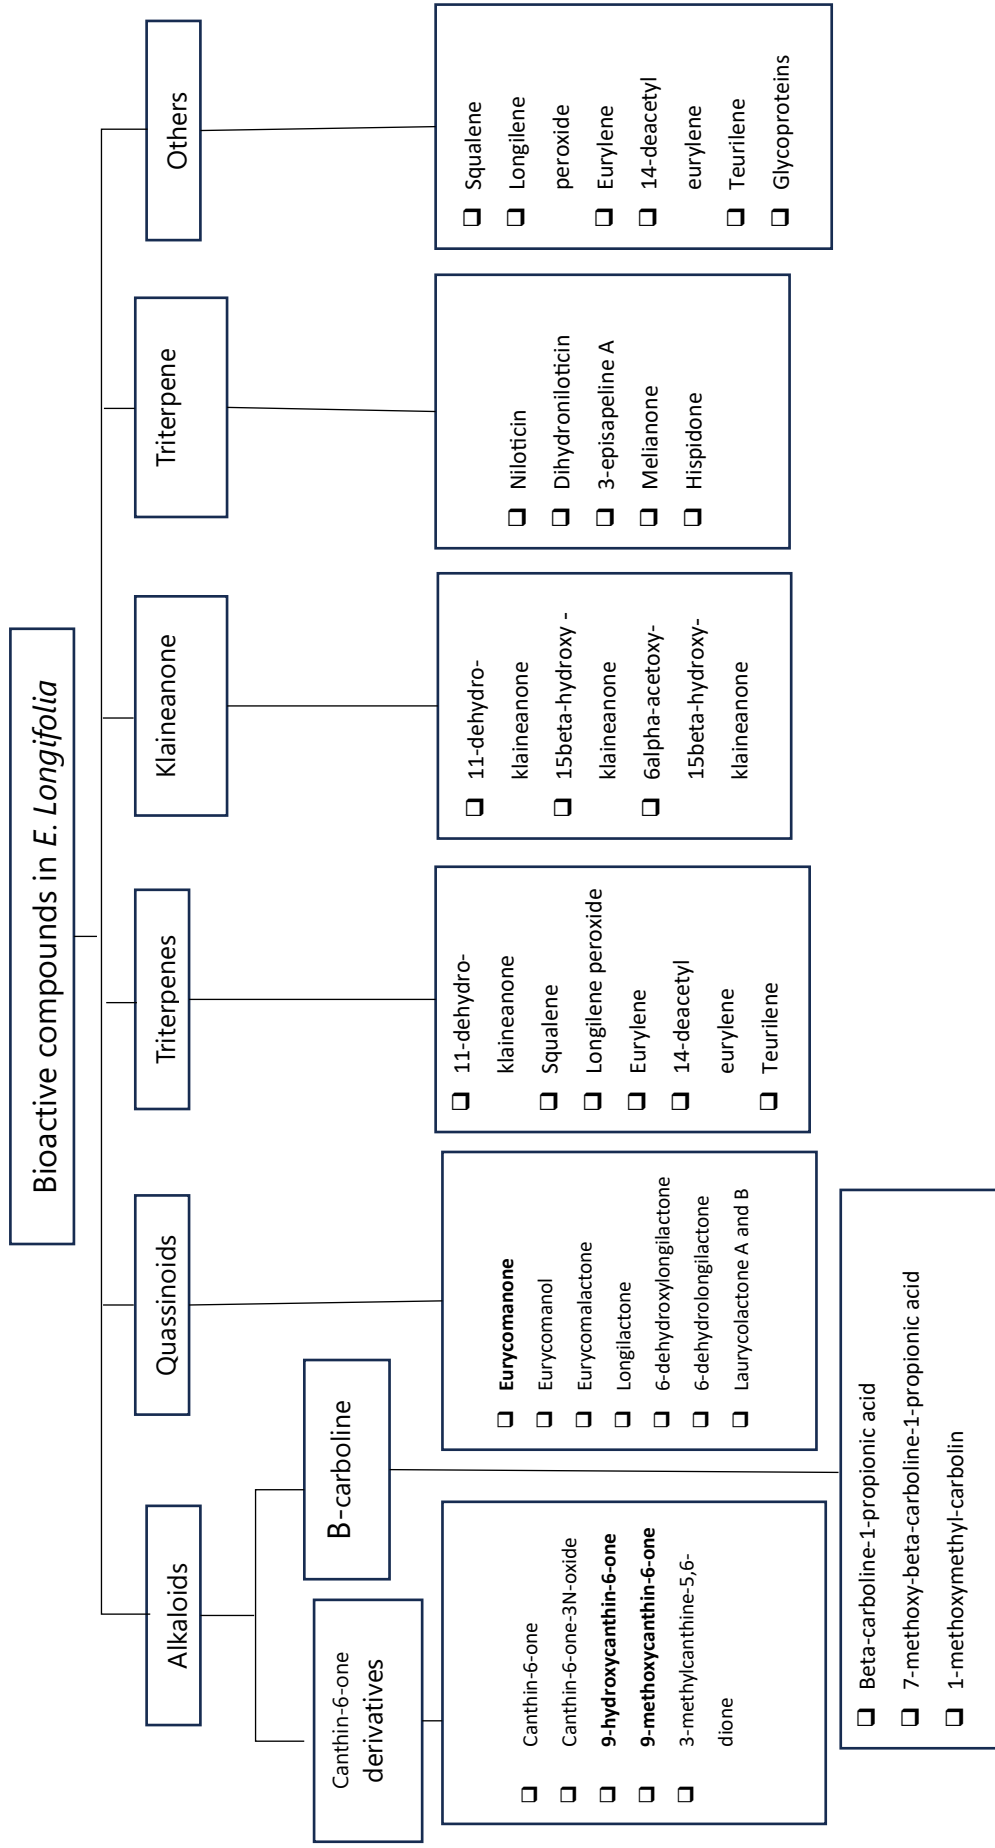 Bioactive compounds in E. Longifolia
Alkaloids
Quassinoids
Triterpenes
Klaineanone
Triterpene
Others
Canthin-6-one
derivatives
B-carboline
❒ Canthin-6-one
❒ Canthin-6-one-3N-oxide
❒ 9-hydroxycanthin-6-one
❒ 9-methoxycanthin-6-one
❒ 3-methylcanthine-5,6-
dione
❒ Beta-carboline-1-propionic acid
❒ 7-methoxy-beta-carboline-1-propionic acid
❒ 1-methoxymethyl-carbolin
❒ Eurycomanone
❒ Eurycomanol
❒ Eurycomalactone
❒ Longilactone
❒ 6-dehydroxylongilactone
❒ 6-dehydrolongilactone
❒ Laurycolactone A and B
❒ 11-dehydro-
klaineanone
❒ Squalene
❒ Longilene peroxide
❒ Eurylene
❒ 14-deacetyl
eurylene
❒ Teurilene
❒ 11-dehydro-
klaineanone
❒ 15beta-hydroxy -
klaineanone
❒ 6alpha-acetoxy-
15beta-hydroxy-
klaineanone
❒ Niloticin
❒ Dihydroniloticin
❒ 3-episapeline A
❒ Melianone
❒ Hispidone
❒ Squalene
❒ Longilene
peroxide
❒ Eurylene
❒ 14-deacetyl
eurylene
❒ Teurilene
❒ Glycoproteins